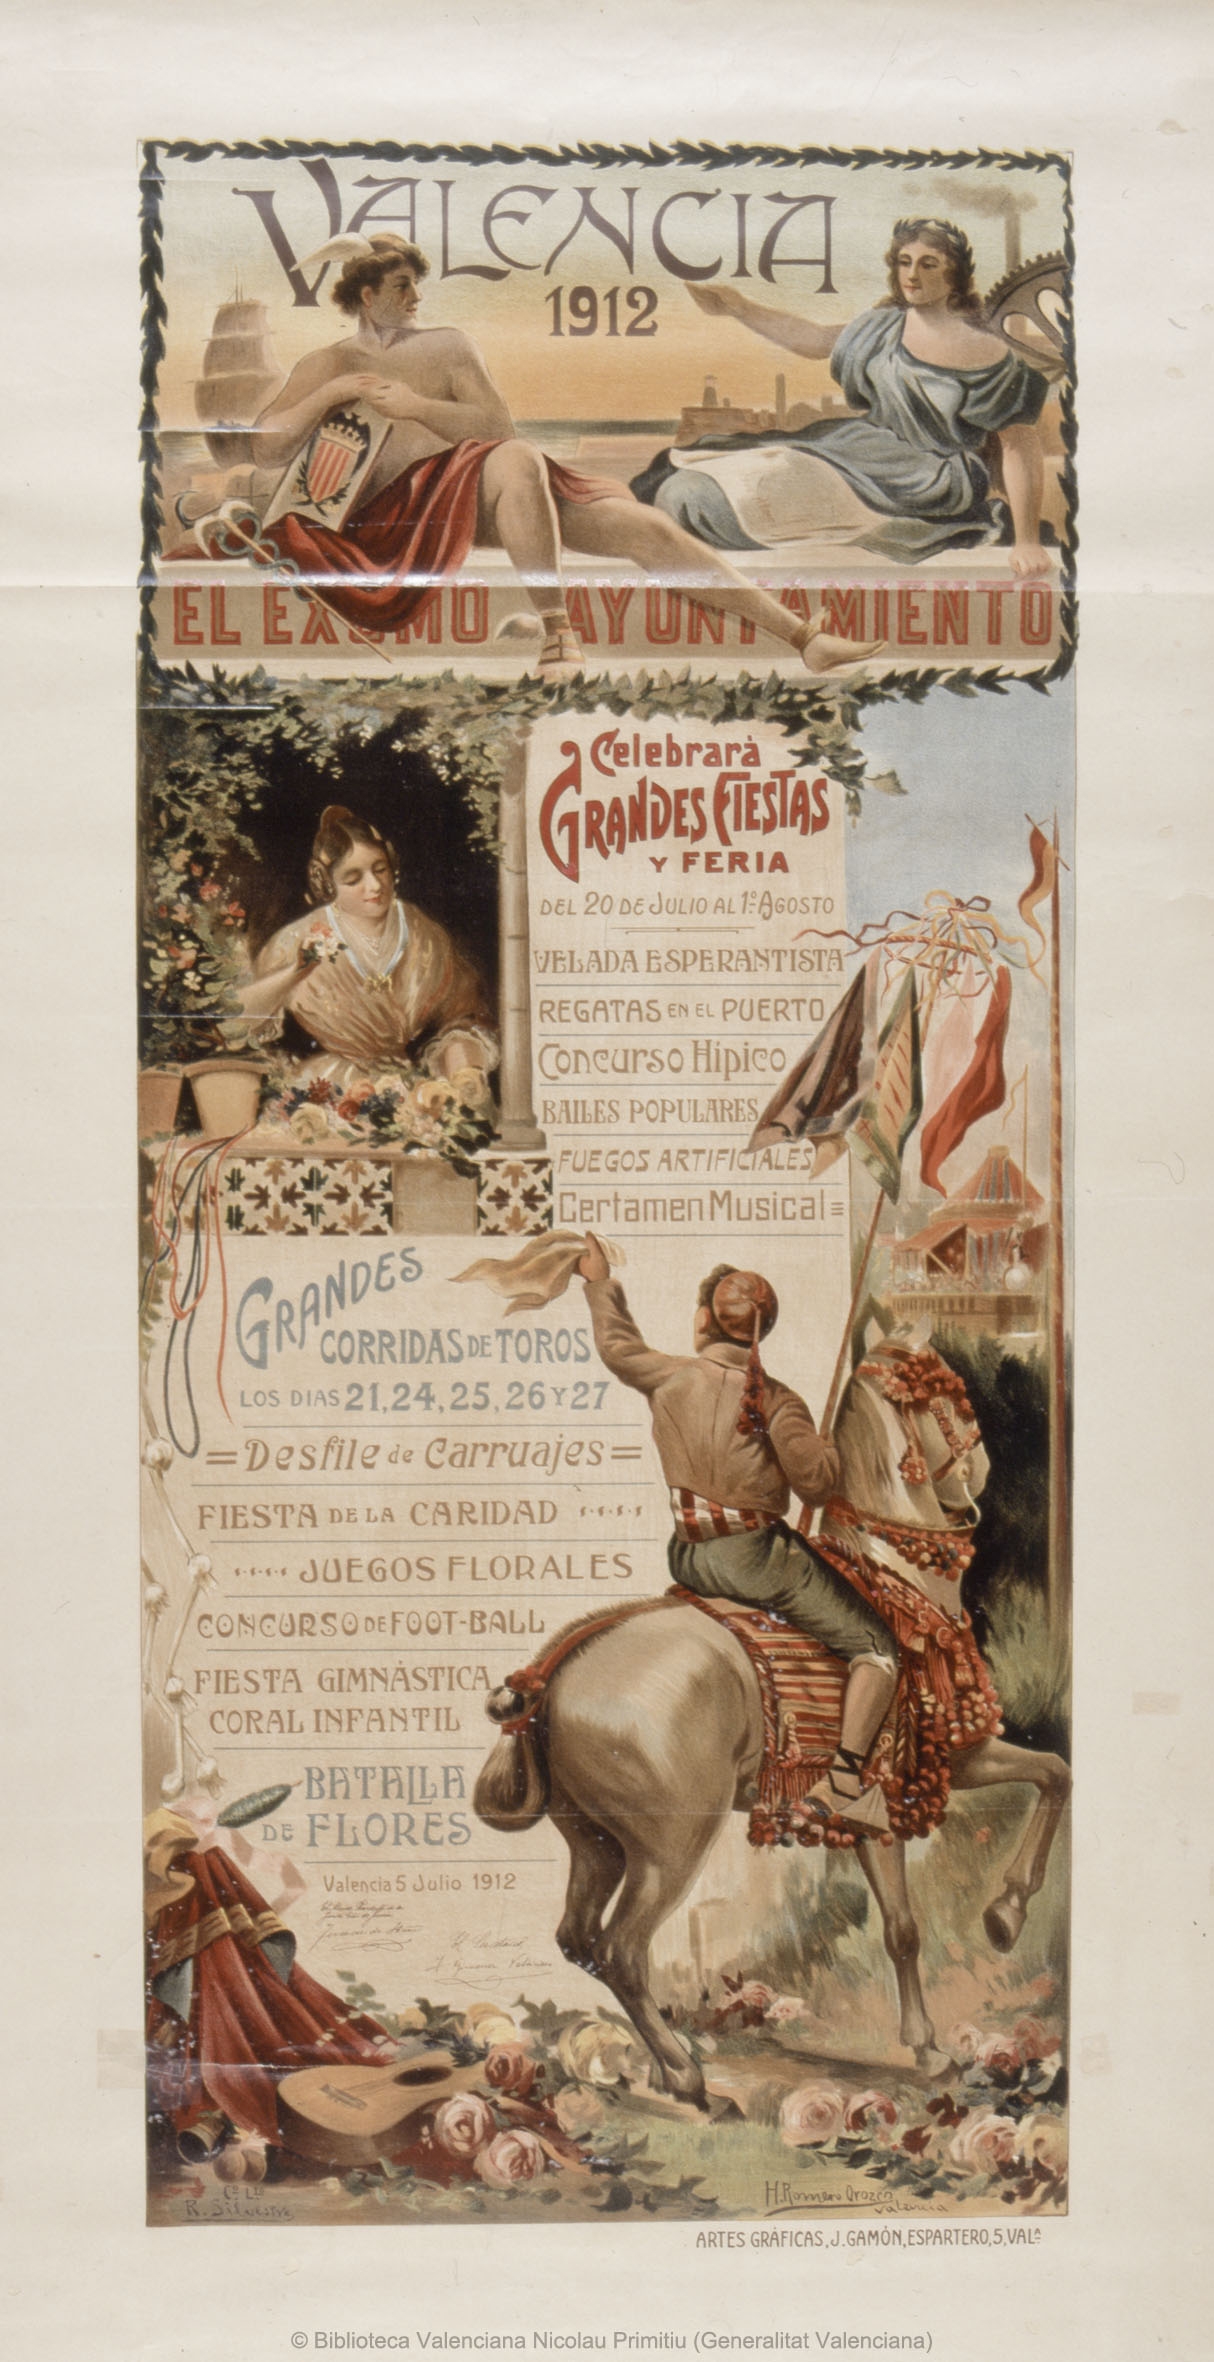 VALENCIA
1912
EL EXCMO AYUNTAMIENTO
Celebrarà
GRANDES FIESTAS
Y FERIA
DEL 20 DE JULIO AL 1º AGOSTO
VELADA ESPERANTISTA
REGATAS EN EL PUERTO
Concurso Hípico
BAILES POPULARES
FUEGOS ARTIFICIALES
Certamen Musical
GRANDES
CORRIDAS DE TOROS
LOS DIAS 21, 24, 25, 26 Y 27
=Desfile de Carruajes=
FIESTA DE LA CARIDAD
JUEGOS FLORALES
CONCURSO DE FOOT-BALL
FIESTA GIMNÁSTICA
CORAL INFANTIL
BATALLA
DE FLORES
Valencia 5 Julio 1912
R. Silvestre
H. Romero Orozco
Valencia
ARTES GRÁFICAS, J. GAMÓN, ESPARTERO, 5, VALª
© Biblioteca Valenciana Nicolau Primitiu (Generalitat Valenciana)